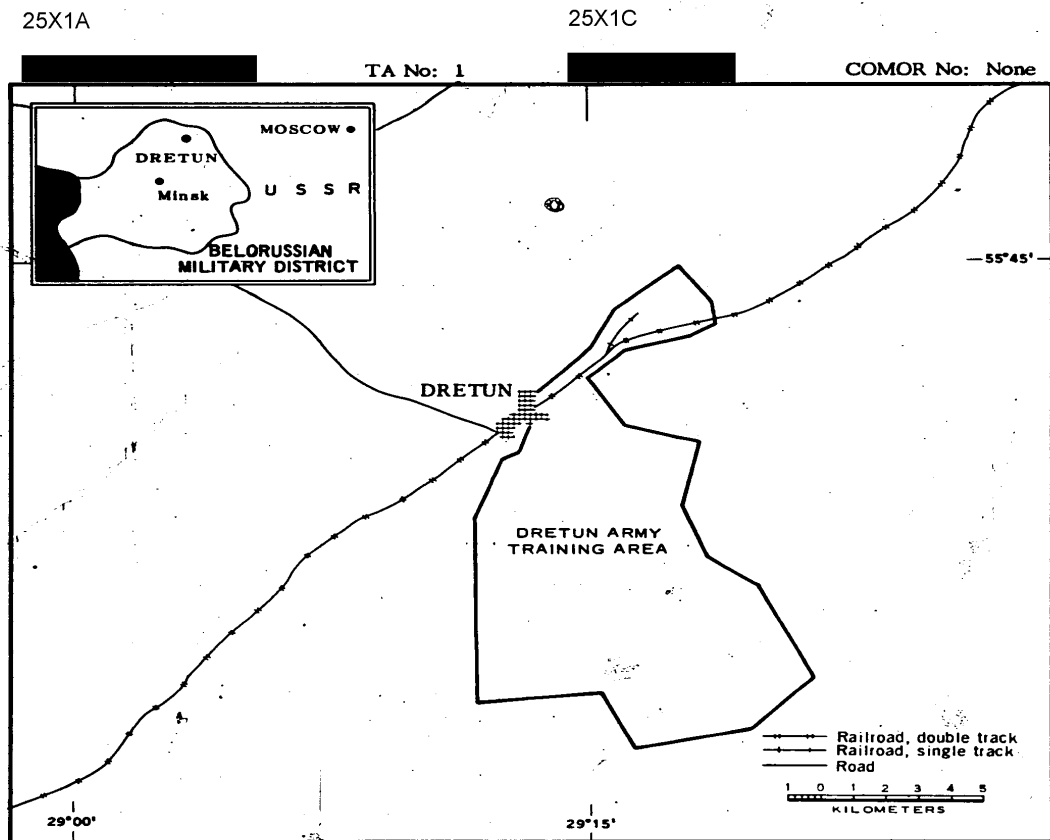 25X1A
25X1C
TA No: 1
COMOR No: None
MOSCOW
DRETUN
Minsk
U S S R
BELORUSSIAN
MILITARY DISTRICT
55°45'
DRETUN
DRETUN ARMY
TRAINING AREA
Railroad, double track
Railroad, single track
Road
1 0 1 2 3 4 5
KILOMETERS
29°00'
29°15'